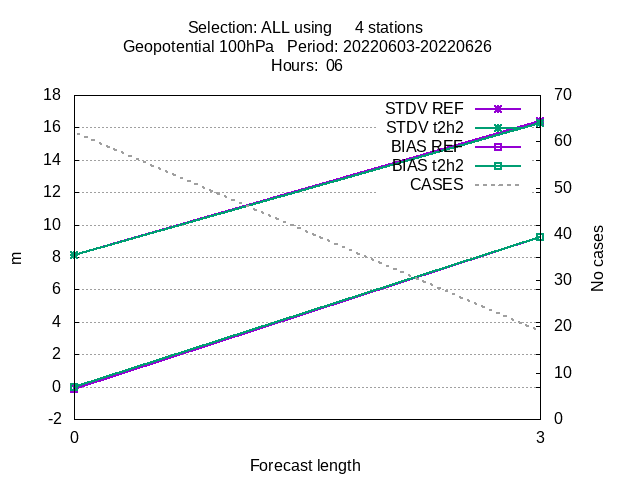 Selection: ALL using     4 stations
Geopotential 100hPa   Period: 20220603-20220626
Hours:  06
18
16
14
12
10
8
6
4
2
0
-2
70
60
50
40
30
20
10
0
STDV REF
STDV t2h2
BIAS REF
BIAS t2h2
CASES
m
No cases
0
3
Forecast length